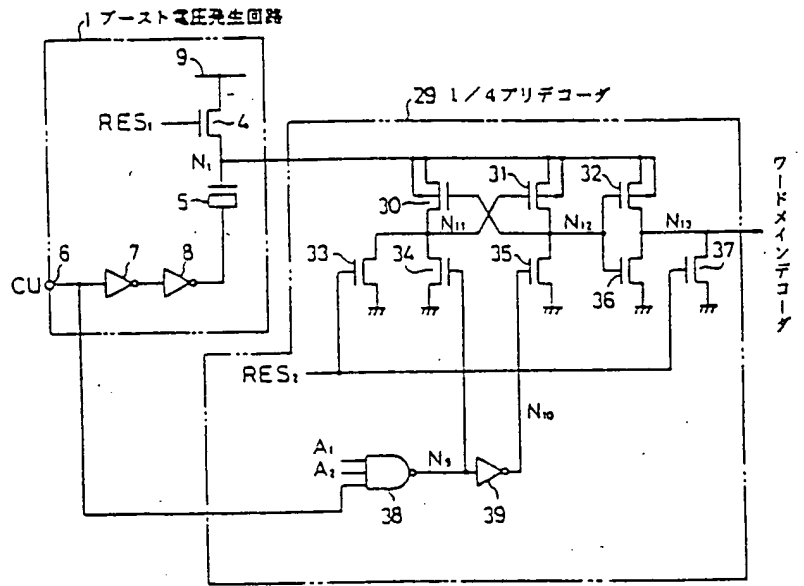 1 ブースト電圧発生回路
9
RES₁
4
29 1/4プリデコーダ
N₁
5
30
31
32
N₁₁
N₁₂
N₁₃
ワードメインデコーダ
6
7
8
CU
33
34
35
36
37
RES₂
N₁₀
A₁
A₂
N₉
38
39